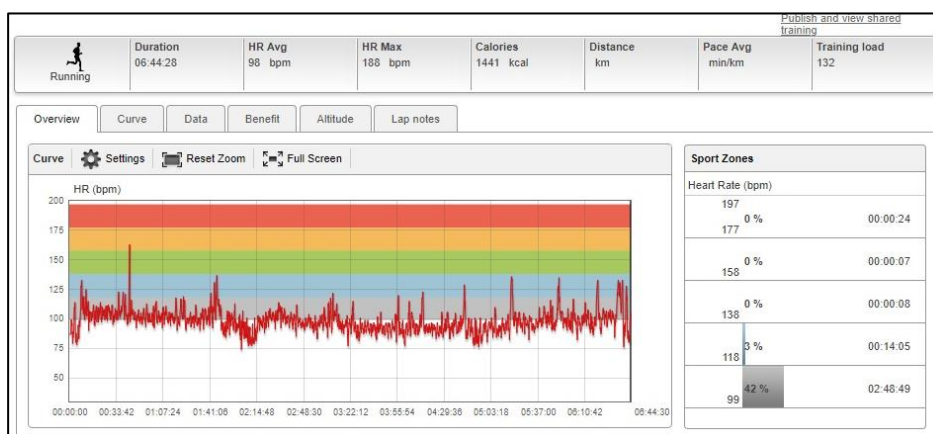 Publish and view shared
training
Running
Duration
06:44:28
HR Avg
98 bpm
HR Max
188 bpm
Calories
1441 kcal
Distance
km
Pace Avg
min/km
Training load
132
Overview Curve Data Benefit Altitude Lap notes
Curve Settings Reset Zoom Full Screen
HR (bpm)
200
175
150
125
100
75
50
00:00:00 00:33:42 01:07:24 01:41:06 02:14:48 02:48:30 03:22:12 03:55:54 04:29:36 05:03:18 05:37:00 06:10:42 06:44:30
Sport Zones
Heart Rate (bpm)
197
0 % 00:00:24
177
0 % 00:00:07
158
0 % 00:00:08
138
3 % 00:14:05
118
42 % 02:48:49
99